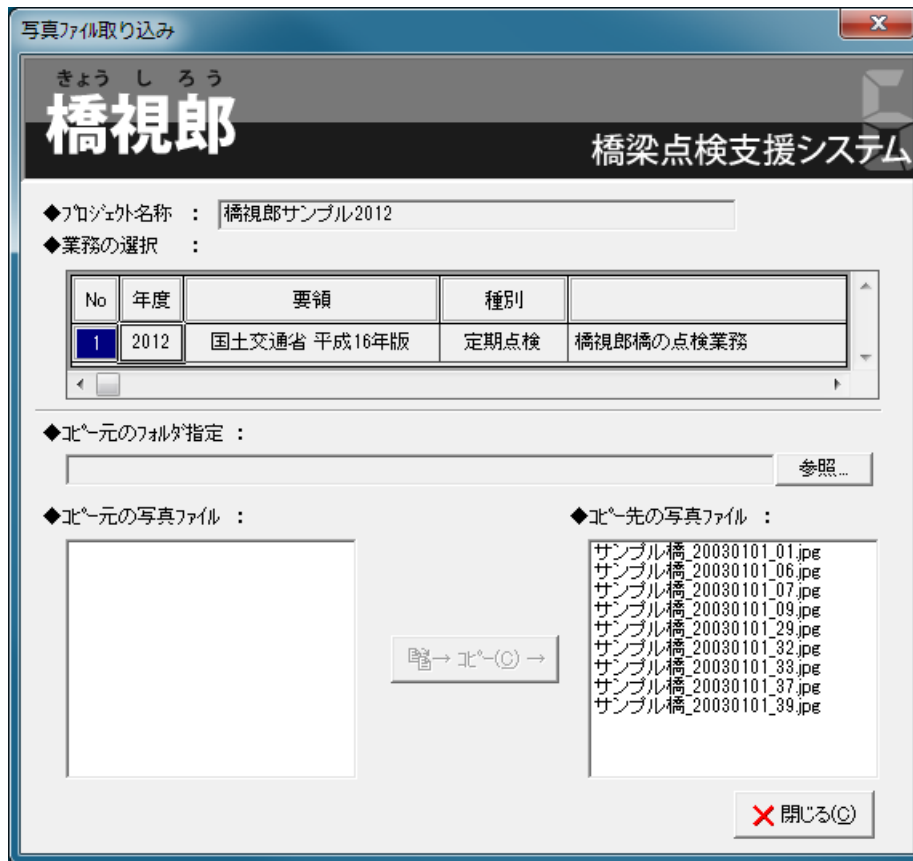 写真ﾌｧｲﾙ取り込み
きょう し ろう
橋視郎
橋梁点検支援システム
◆ﾌﾟﾛｼﾞｪｸﾄ名称 : 橋視郎サンプル2012
◆業務の選択 :
No 年度 要領 種別
1 2012 国土交通省 平成16年版 定期点検 橋視郎橋の点検業務
◆ｺﾋﾟｰ元のﾌｫﾙﾀﾞ指定 :
参照...
◆ｺﾋﾟｰ元の写真ﾌｧｲﾙ : ◆ｺﾋﾟｰ先の写真ﾌｧｲﾙ :
サンプル橋_20030101_01.jpg
サンプル橋_20030101_06.jpg
サンプル橋_20030101_07.jpg
サンプル橋_20030101_09.jpg
サンプル橋_20030101_29.jpg
サンプル橋_20030101_32.jpg
サンプル橋_20030101_33.jpg
サンプル橋_20030101_37.jpg
サンプル橋_20030101_39.jpg
→ ｺﾋﾟｰ(C) →
閉じる(C)